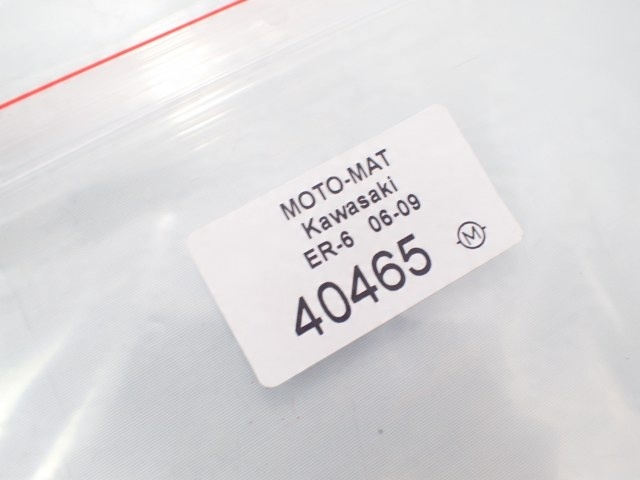 MOTO-MAT
Kawasaki
ER-6 06-09
40465
M